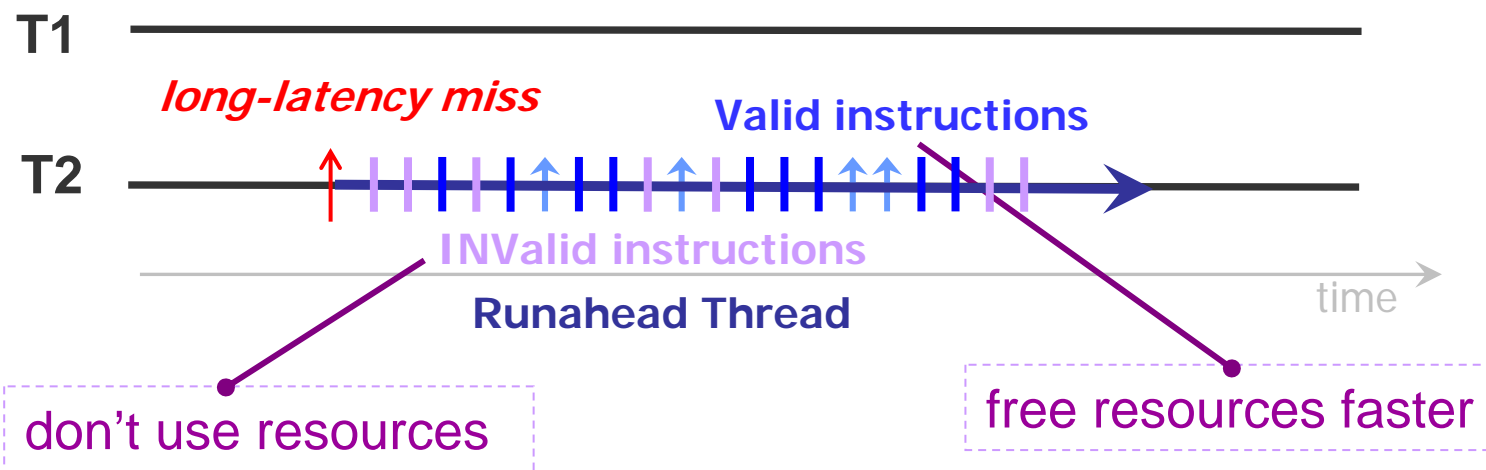 T1
long-latency miss
Valid instructions
T2
INValid instructions
time
Runahead Thread
don't use resources
free resources faster